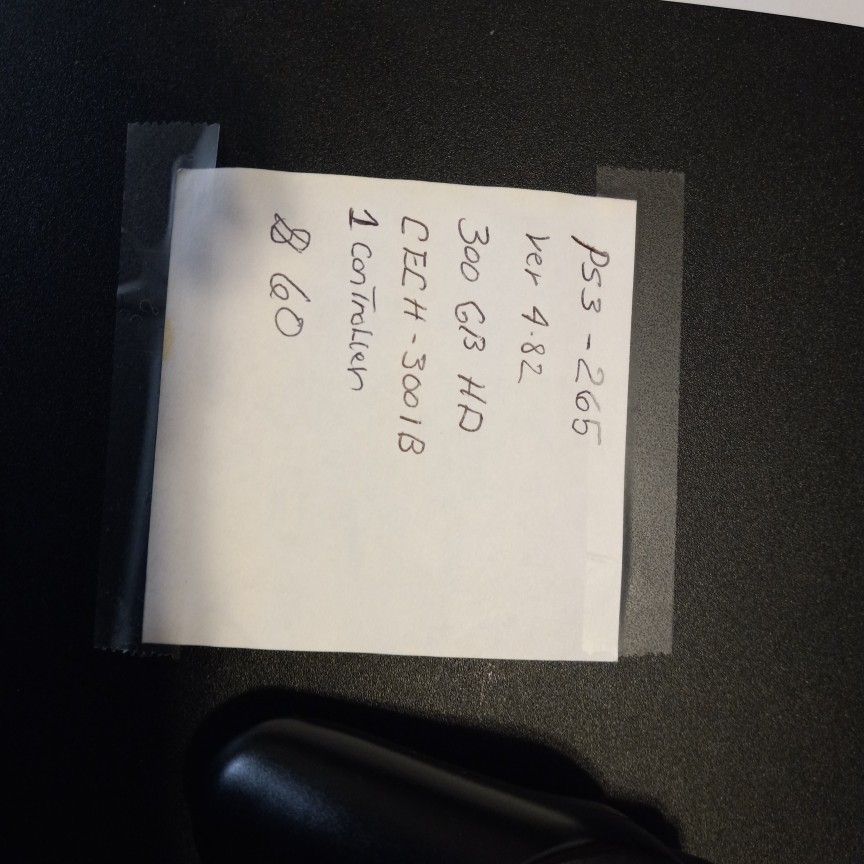 PS3 - 265
ver 4.82
300 GB HD
CECH - 3001B
1 controller
$ 60